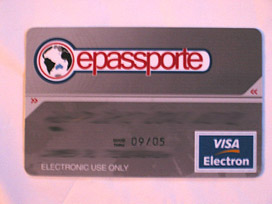 epassporte
»
«
09/05
VISA
Electron
ELECTRONIC USE ONLY